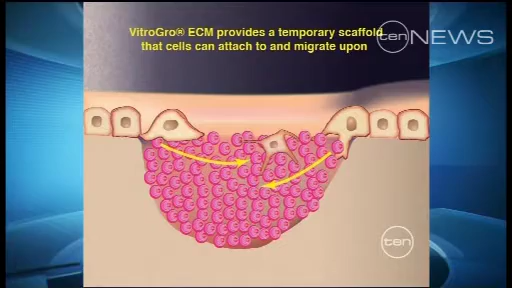 VitroGro® ECM provides a temporary scaffold
that cells can attach to and migrate upon
ten NEWS
ten